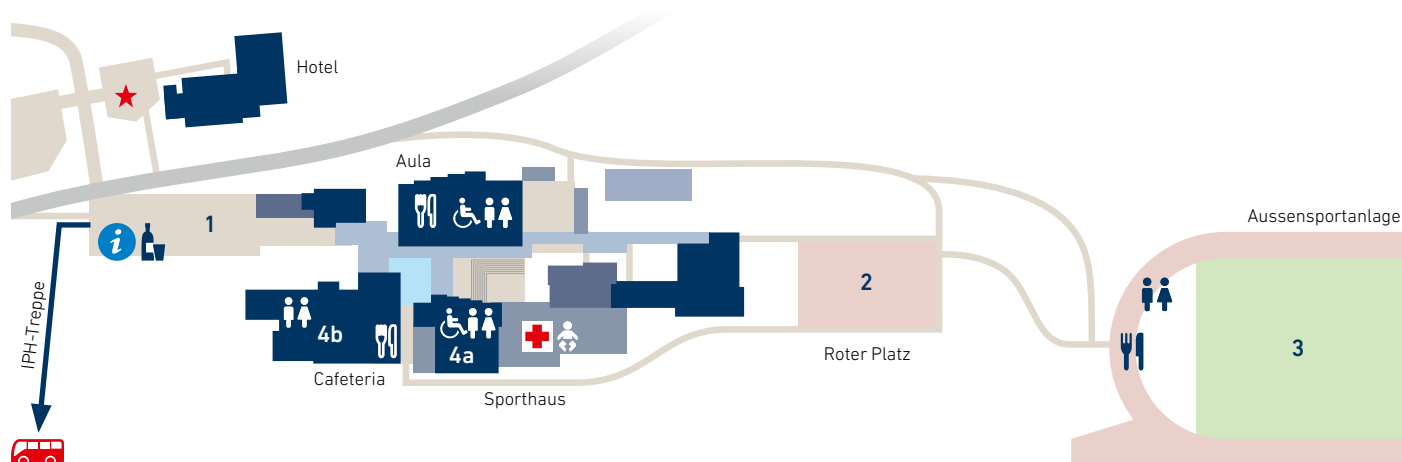 Hotel
Aula
1
i
Aussensportanlage
2
3
IPH-Treppe
4b
4a
Roter Platz
Cafeteria
Sporthaus